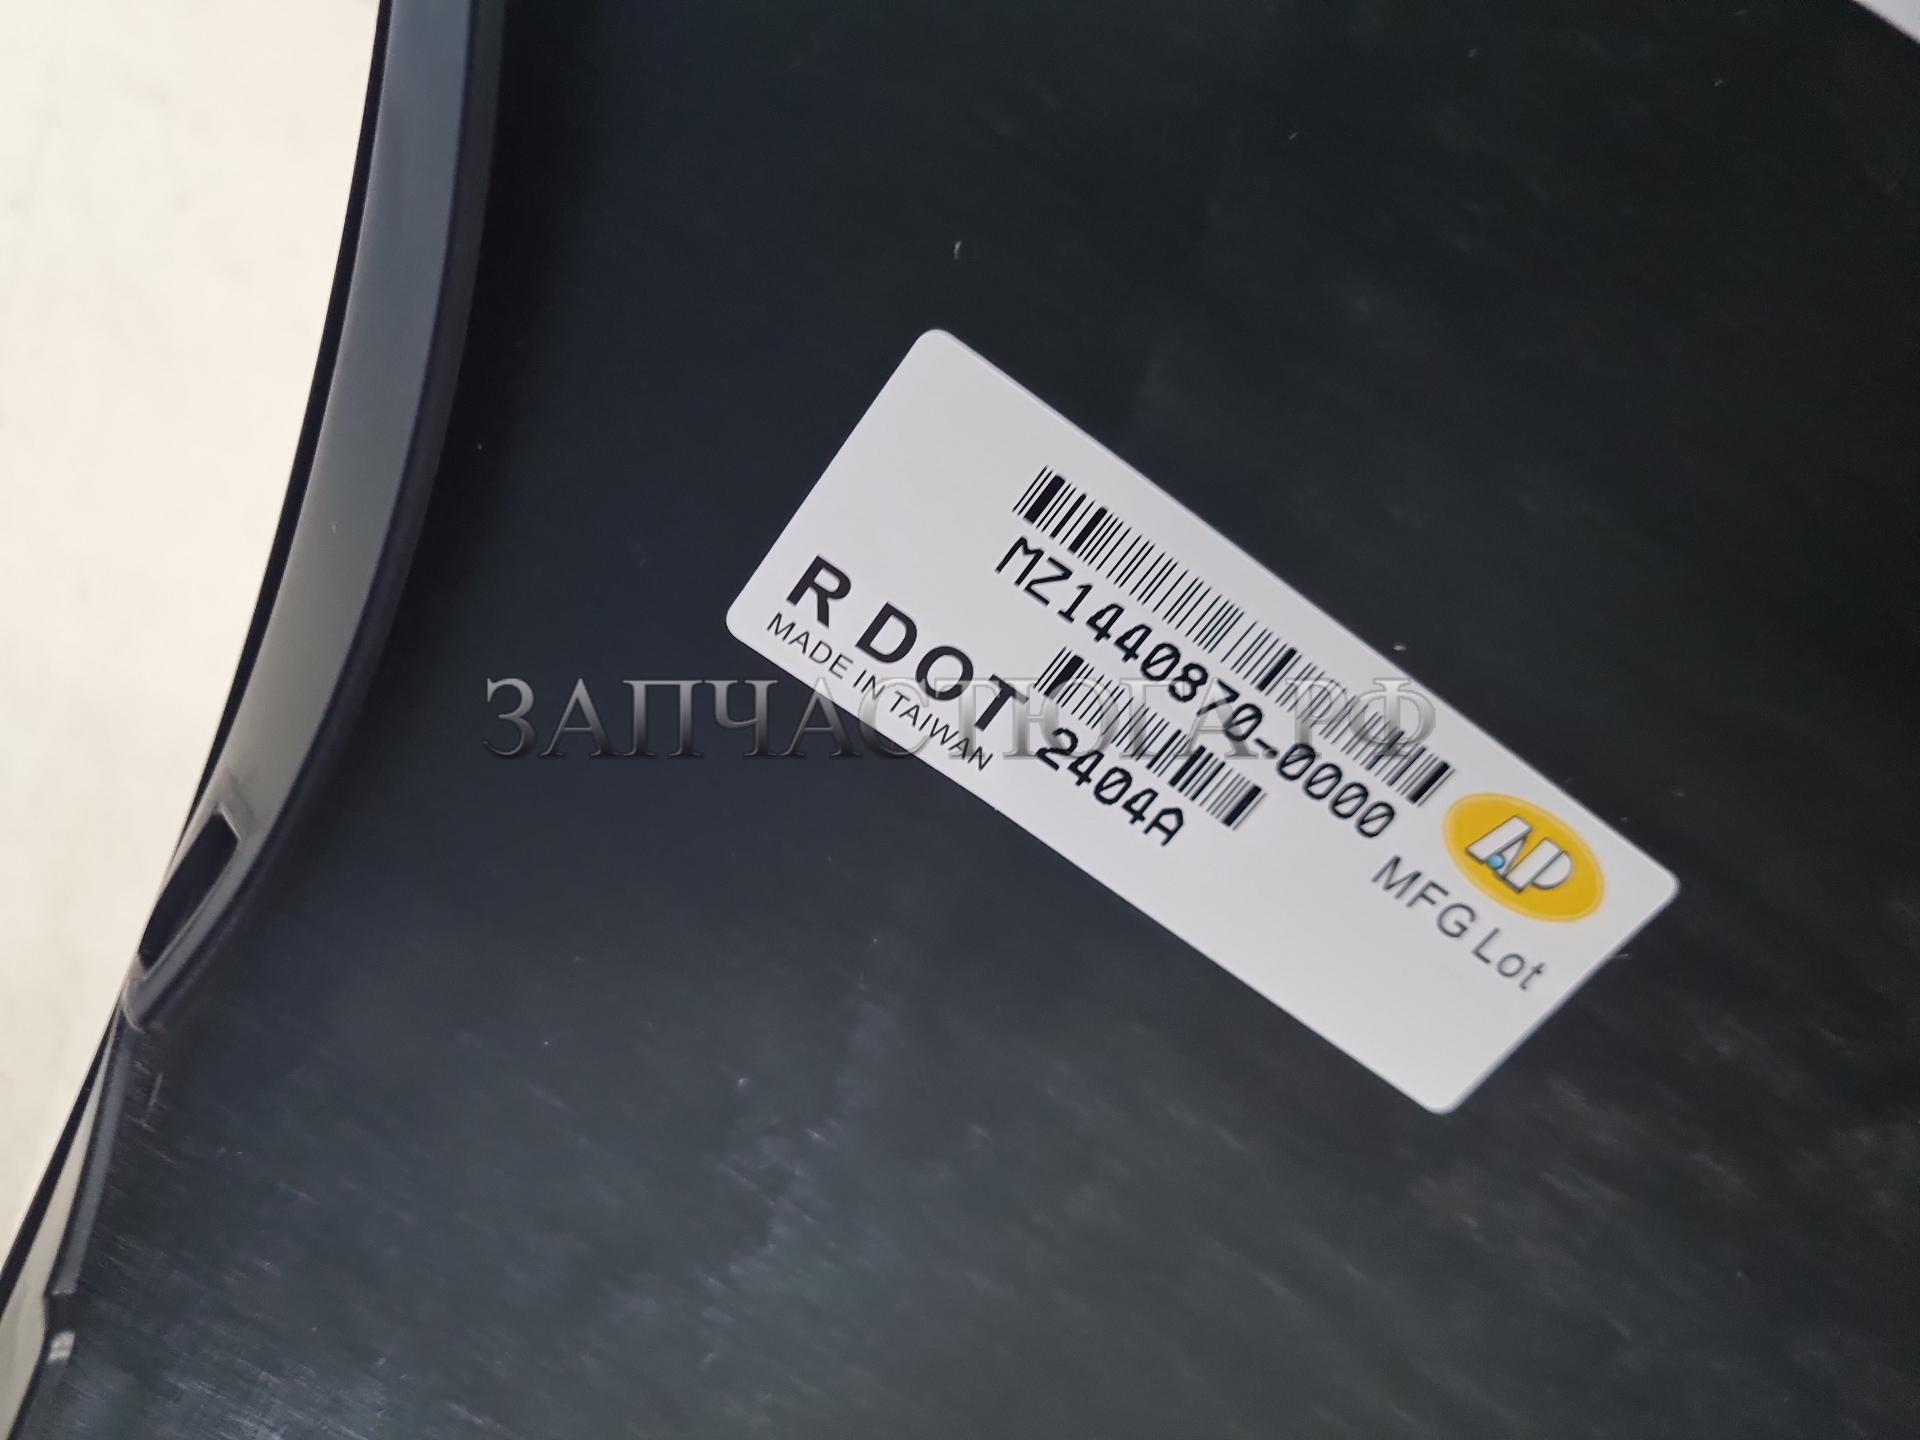 MZ1440870-0000
R DOT
2404A
MADE IN TAIWAN
AP
MFG Lot
ЗАПЧАСТЮГА.РФ